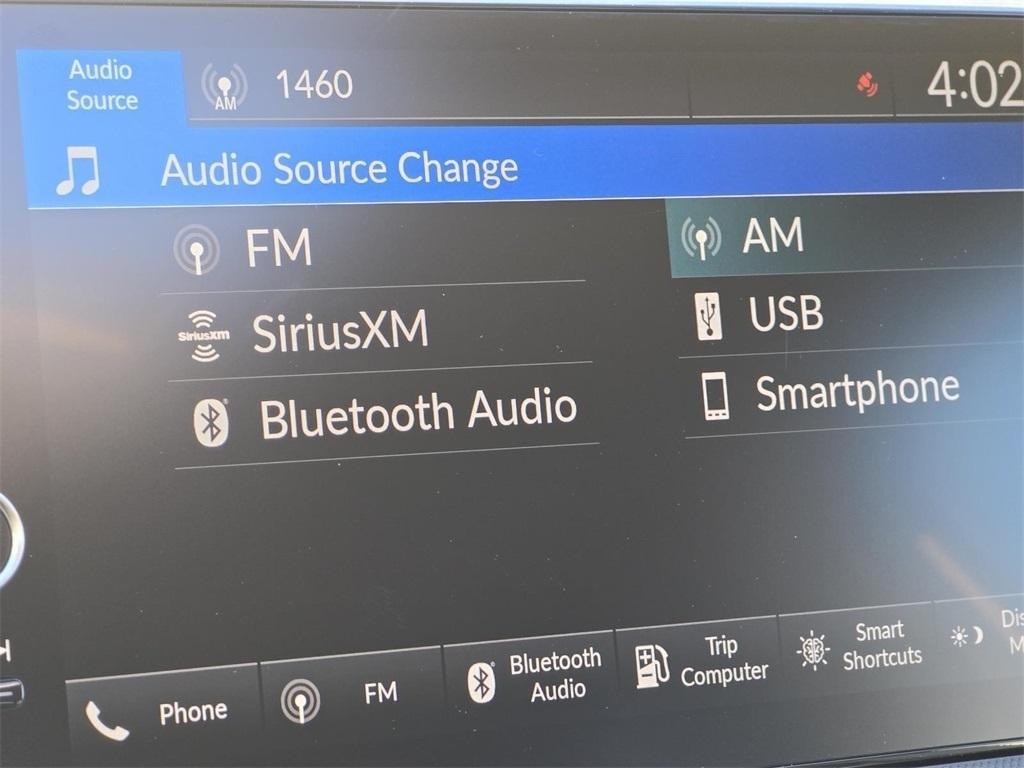 Audio
Source
AM
1460
4:02
Audio Source Change
FM
AM
SiriusXM
SiriusXM
USB
Bluetooth Audio
Smartphone
Phone
FM
Bluetooth
Audio
Trip
Computer
Smart
Shortcuts